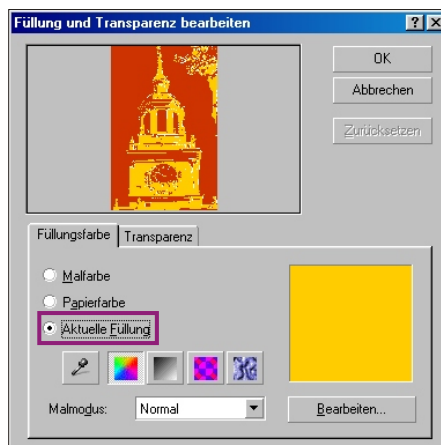 Füllung und Transparenz bearbeiten
OK
Abbrechen
Zurücksetzen
Füllungsfarbe Transparenz
Malfarbe
Papierfarbe
Aktuelle Füllung
Malmodus: Normal Bearbeiten...